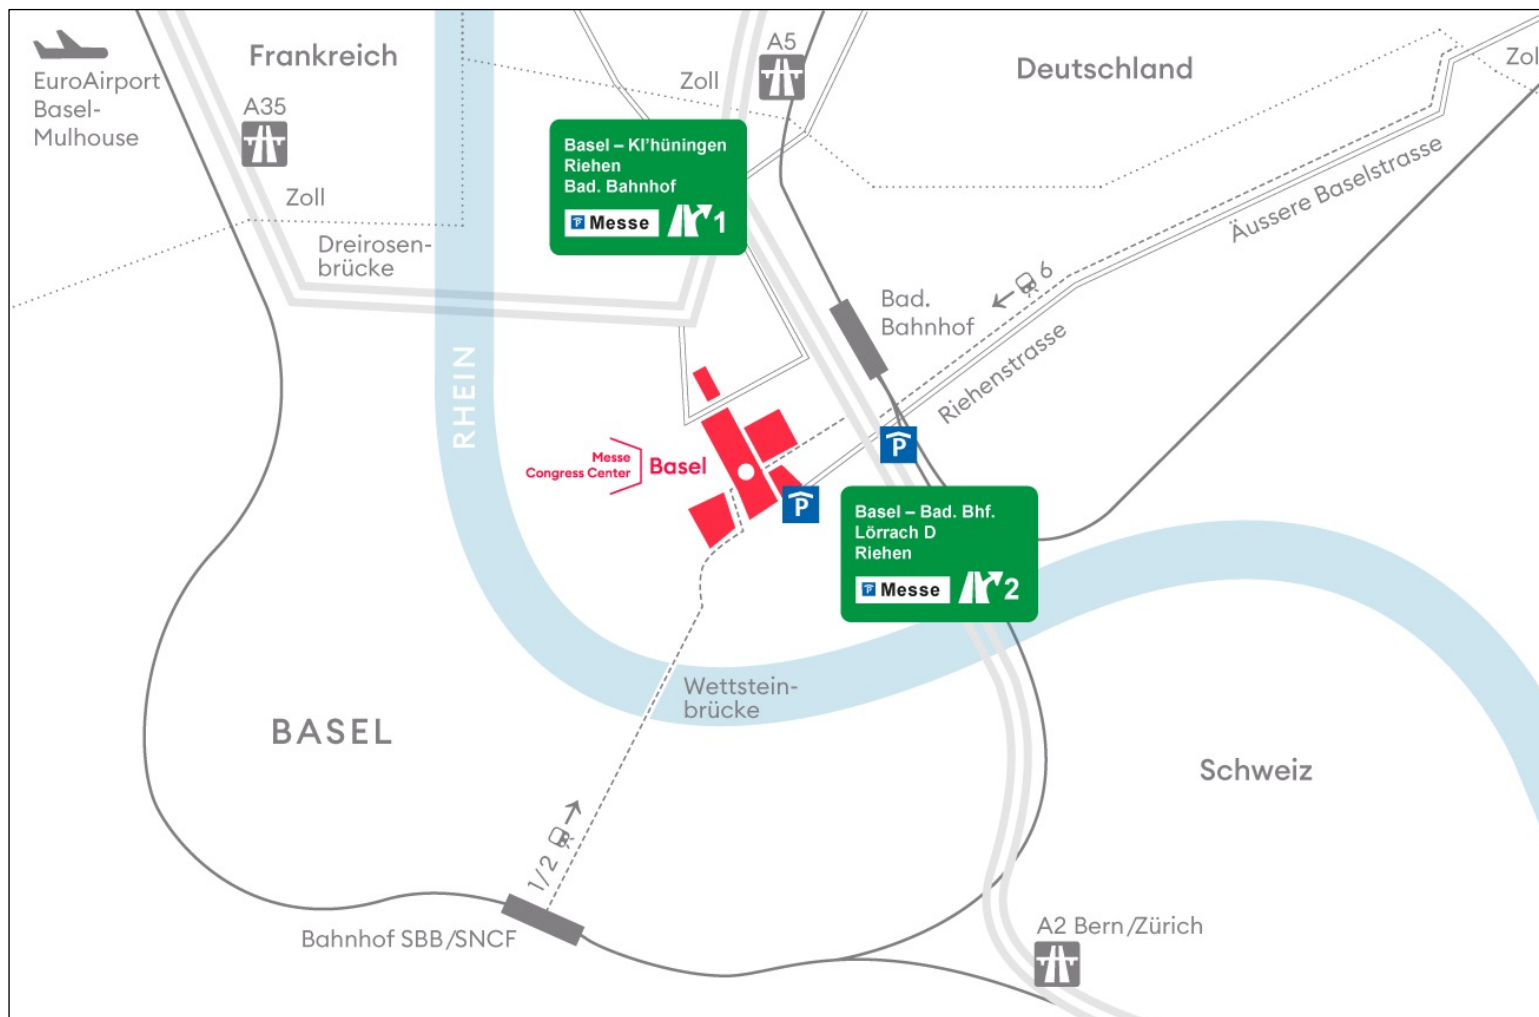 Frankreich
EuroAirport
Basel-
Mulhouse
A35
Zoll
Dreirosen-
brücke
A5
Zoll
Deutschland
Zol
Basel – Kl'hüningen
Riehen
Bad. Bahnhof
P Messe 1
Äussere Baselstrasse
6
Bad.
Bahnhof
Riehenstrasse
RHEIN
P
Messe
Congress Center
Basel
P
Basel – Bad. Bhf.
Lörrach D
Riehen
P Messe 2
Wettstein-
brücke
BASEL
Schweiz
1/2
Bahnhof SBB/SNCF
A2 Bern/Zürich